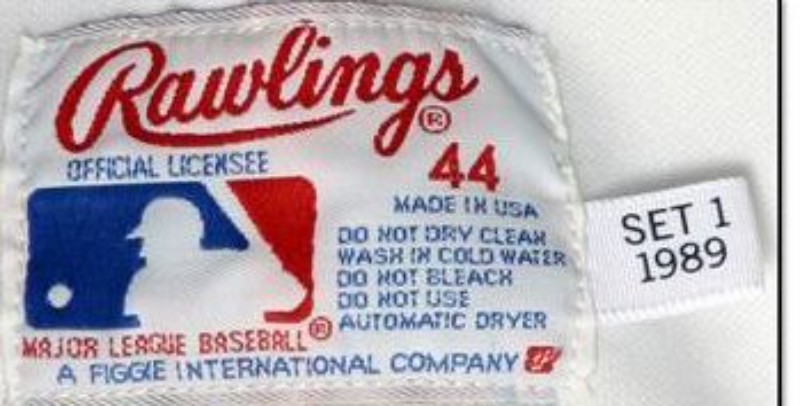 Rawlings®
44
OFFICIAL LICENSEE
MADE IN USA
DO NOT DRY CLEAN
WASH IN COLD WATER
DO NOT BLEACH
DO NOT USE
AUTOMATIC DRYER
MAJOR LEAGUE BASEBALL®
A FIGGIE INTERNATIONAL COMPANY
SET 1
1989